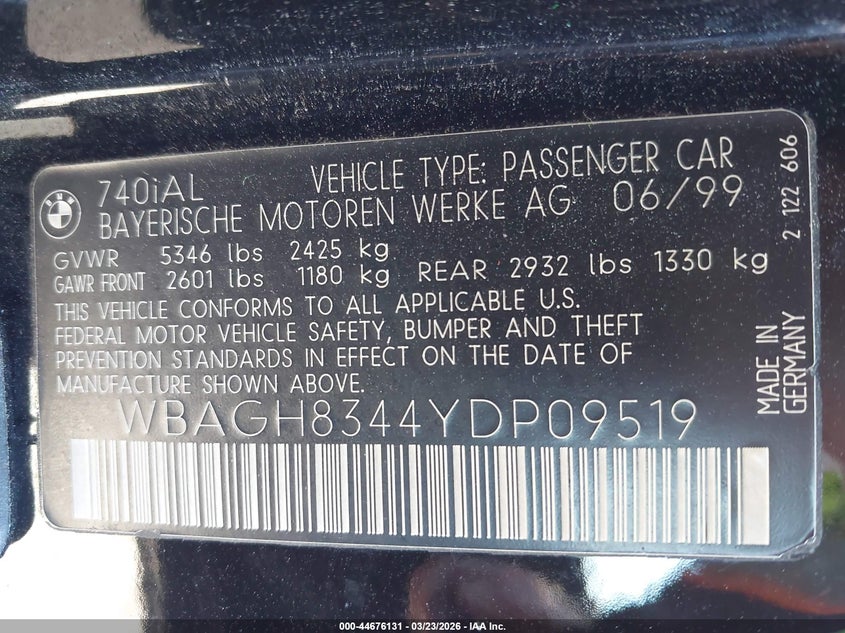 740iAL VEHICLE TYPE: PASSENGER CAR
BAYERISCHE MOTOREN WERKE AG 06/99
GVWR 5346 lbs 2425 kg
GAWR FRONT 2601 lbs 1180 kg REAR 2932 lbs 1330 kg
THIS VEHICLE CONFORMS TO ALL APPLICABLE U.S.
FEDERAL MOTOR VEHICLE SAFETY, BUMPER AND THEFT
PREVENTION STANDARDS IN EFFECT ON THE DATE OF
MANUFACTURE SHOWN ABOVE.
WBAGH8344YDP09519
2 122 606
MADE IN
GERMANY
BMW
000-44676131 - 03/23/2026 - IAA Inc.